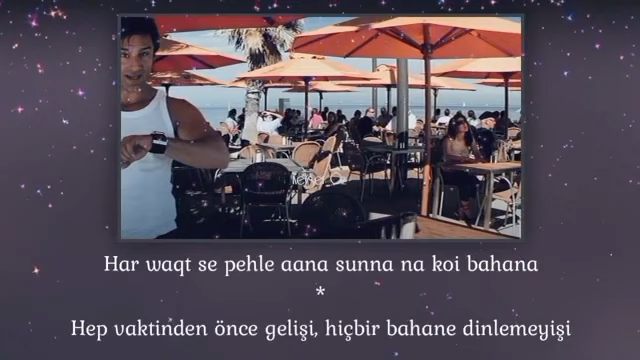 Har waqt se pehle aana sunna na koi bahana
*
Hep vaktinden önce gelişi, hiçbir bahane dinlemeyişi